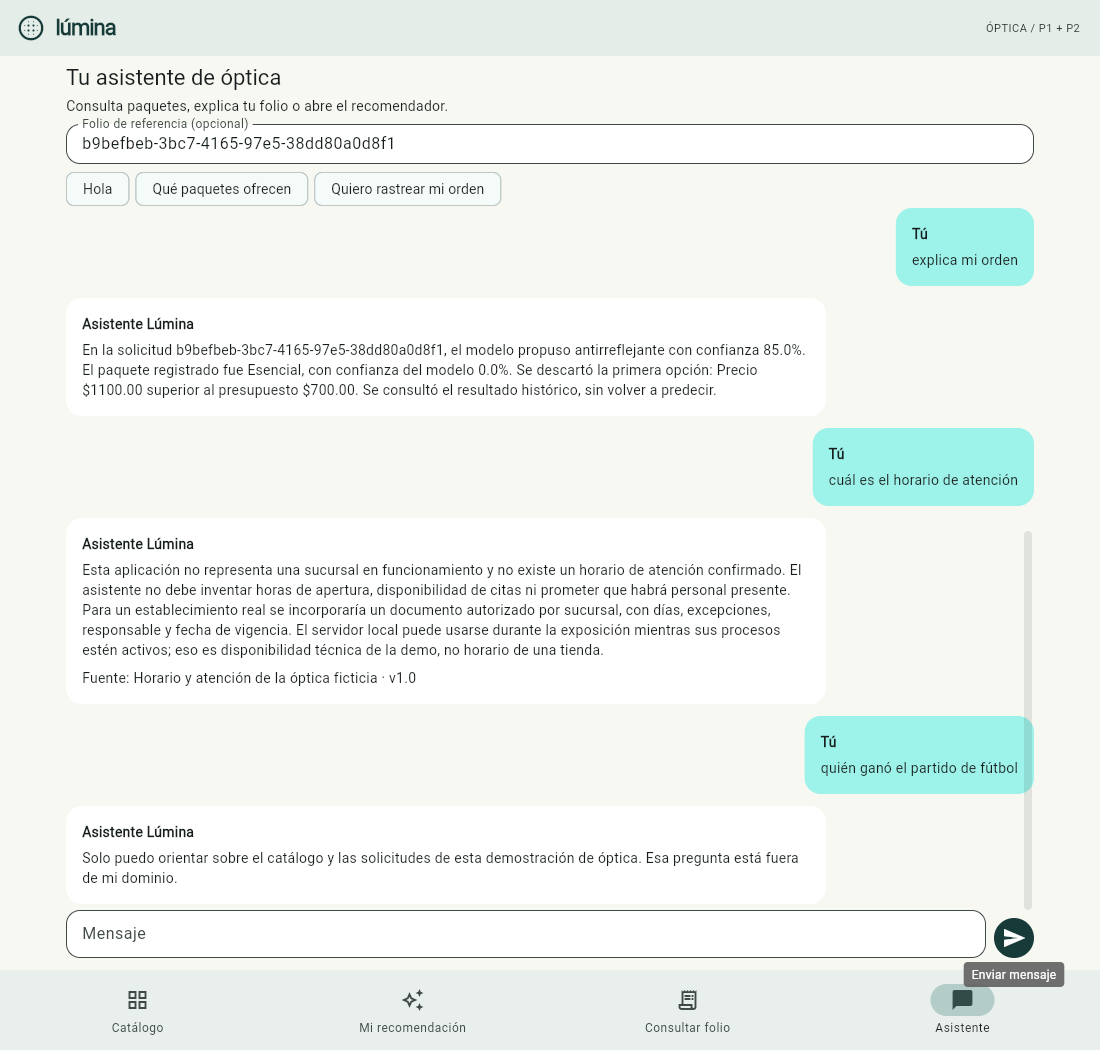 lúmina
ÓPTICA / P1 + P2
Tu asistente de óptica
Consulta paquetes, explica tu folio o abre el recomendador.
Folio de referencia (opcional)
b9befbeb-3bc7-4165-97e5-38dd80a0d8f1
Hola
Qué paquetes ofrecen
Quiero rastrear mi orden
Tú
explica mi orden
Asistente Lúmina
En la solicitud b9befbeb-3bc7-4165-97e5-38dd80a0d8f1, el modelo propuso antirreflejante con confianza 85.0%.
El paquete registrado fue Esencial, con confianza del modelo 0.0%. Se descartó la primera opción: Precio
$1100.00 superior al presupuesto $700.00. Se consultó el resultado histórico, sin volver a predecir.
Tú
cuál es el horario de atención
Asistente Lúmina
Esta aplicación no representa una sucursal en funcionamiento y no existe un horario de atención confirmado. El
asistente no debe inventar horas de apertura, disponibilidad de citas ni prometer que habrá personal presente.
Para un establecimiento real se incorporaría un documento autorizado por sucursal, con días, excepciones,
responsable y fecha de vigencia. El servidor local puede usarse durante la exposición mientras sus procesos
estén activos; eso es disponibilidad técnica de la demo, no horario de una tienda.
Fuente: Horario y atención de la óptica ficticia · v1.0
Tú
quién ganó el partido de fútbol
Asistente Lúmina
Solo puedo orientar sobre el catálogo y las solicitudes de esta demostración de óptica. Esa pregunta está fuera
de mi dominio.
Mensaje
Enviar mensaje
Catálogo
Mi recomendación
Consultar folio
Asistente